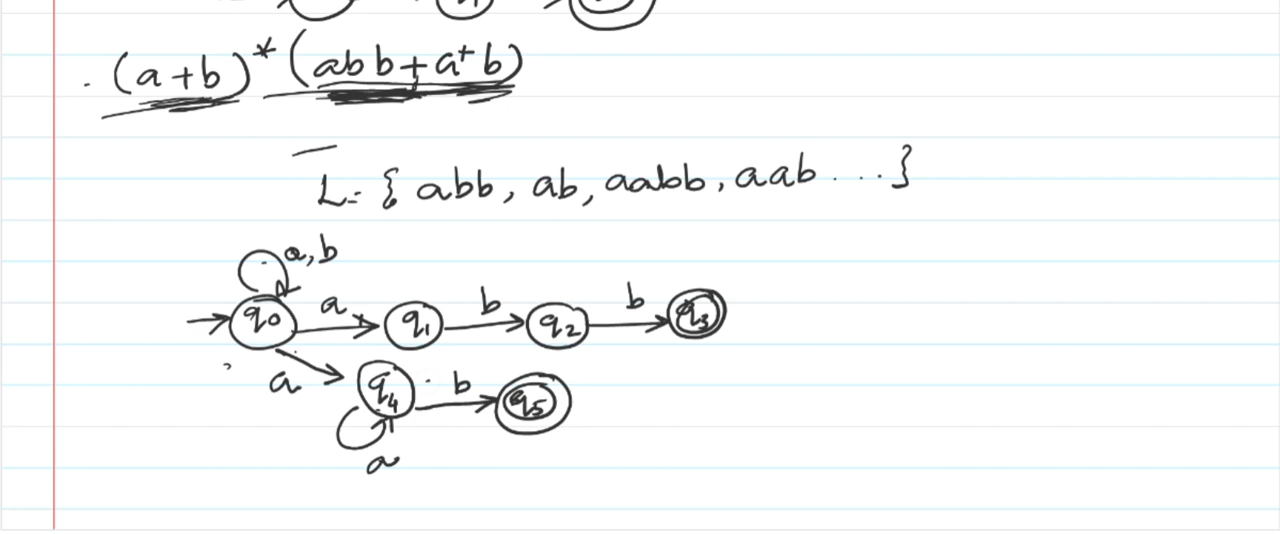 . (a+b)* (abb+a⁺b)
L= { abb, ab, aabb, aab ....}
a,b
q0 a q1 b q2 b q3
a q4 b q5
a